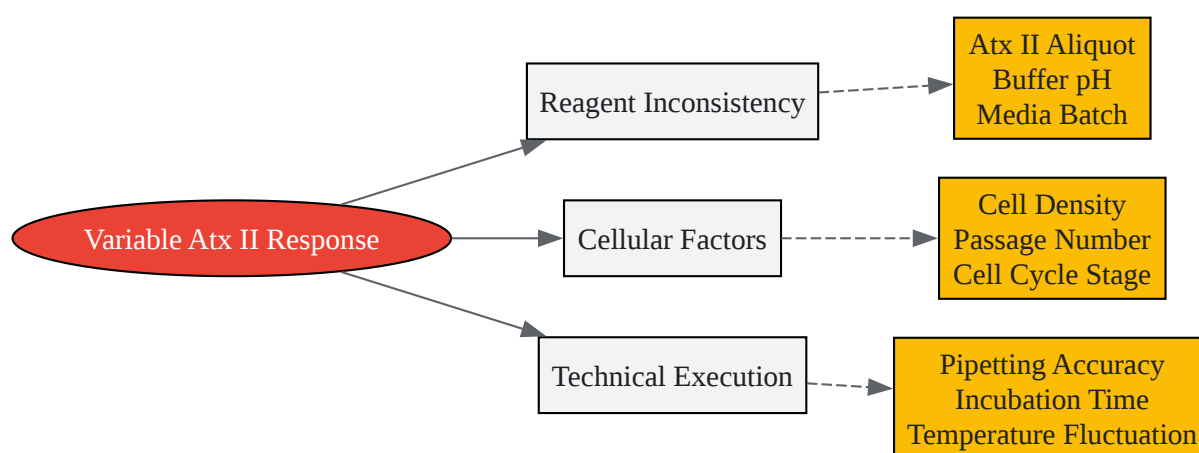 Variable Atx II Response
Reagent Inconsistency
Atx II Aliquot
Buffer pH
Media Batch
Cellular Factors
Cell Density
Passage Number
Cell Cycle Stage
Technical Execution
Pipetting Accuracy
Incubation Time
Temperature Fluctuation